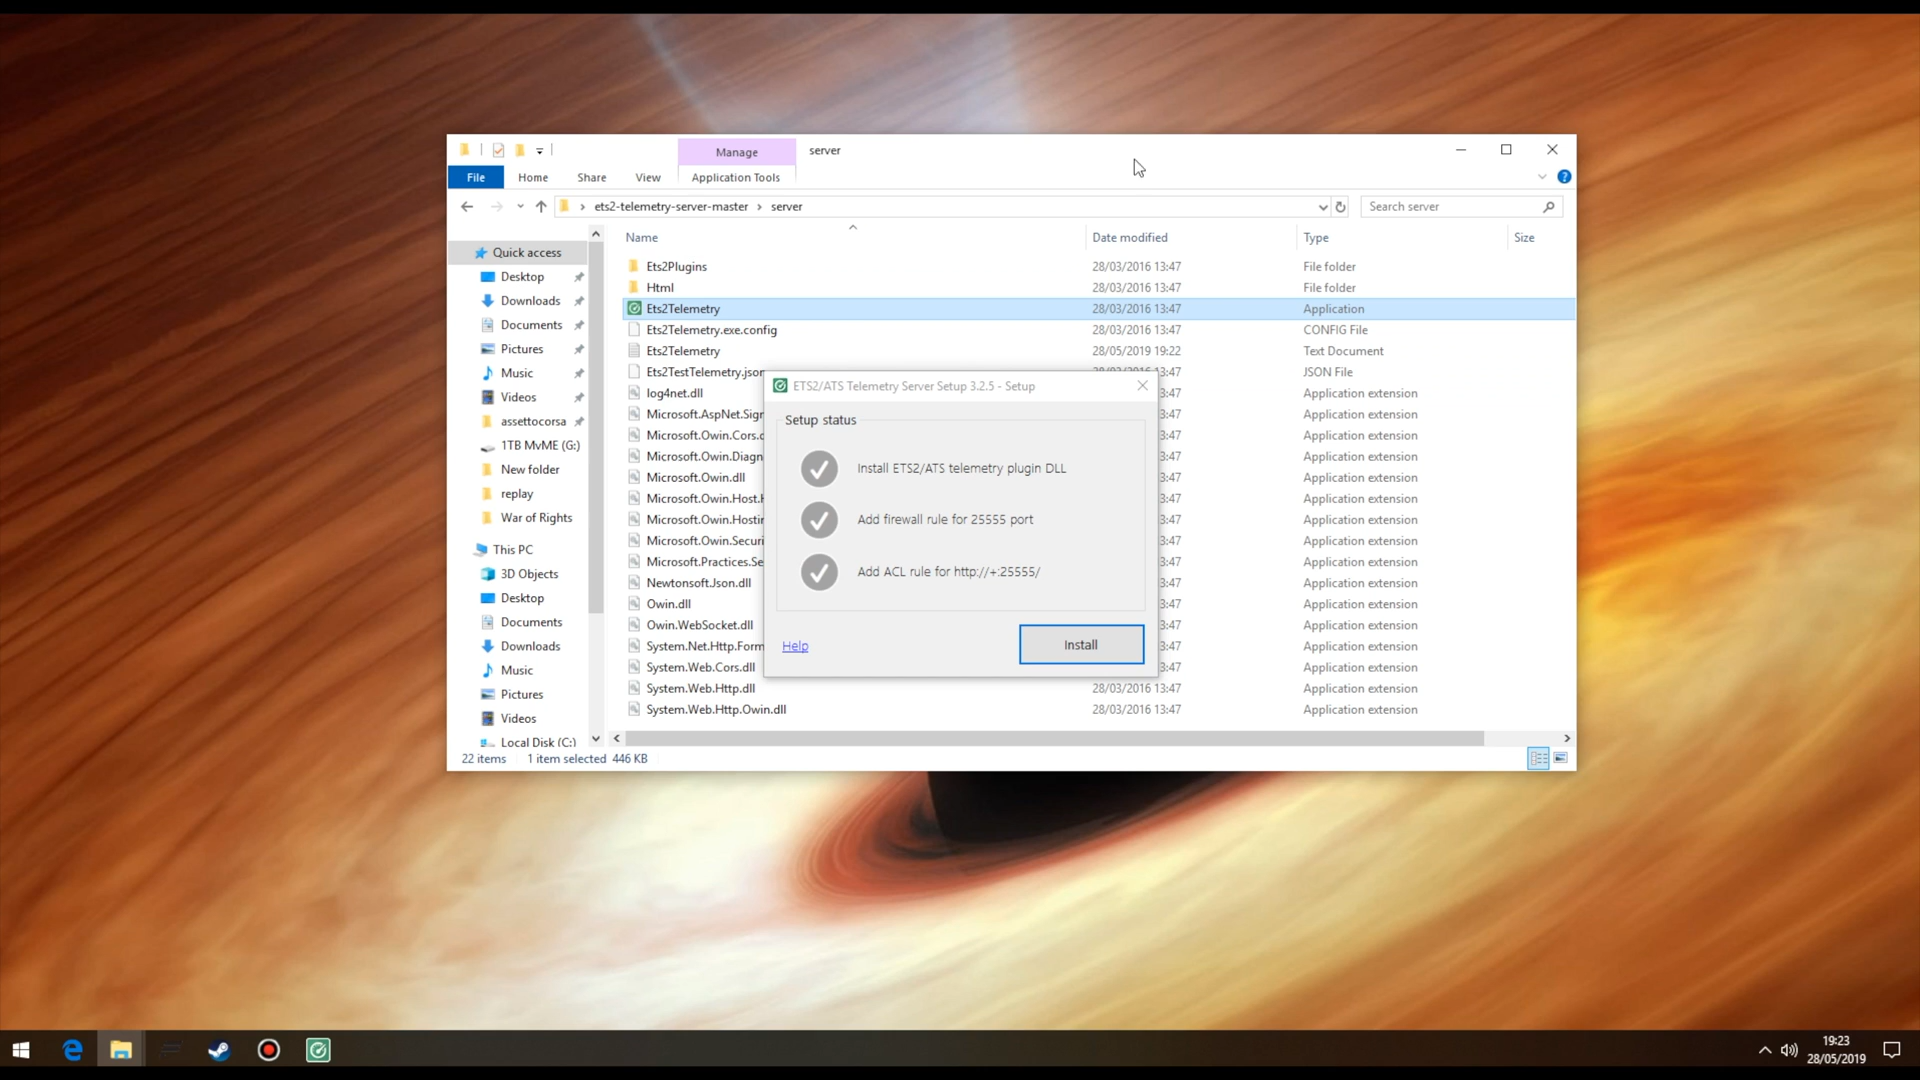 Manage
server
File
Home
Share
View
Application Tools
ets2-telemetry-server-master > server
Search server
Name
Date modified
Type
Size
Quick access
Desktop
Downloads
Documents
Pictures
Music
Videos
assettocorsa
1TB MvME (G:)
New folder
replay
War of Rights
This PC
3D Objects
Desktop
Documents
Downloads
Music
Pictures
Videos
Local Disk (C:)
Ets2Plugins 28/03/2016 13:47 File folder
Html 28/03/2016 13:47 File folder
Ets2Telemetry 28/03/2016 13:47 Application
Ets2Telemetry.exe.config 28/03/2016 13:47 CONFIG File
Ets2Telemetry 28/05/2019 19:22 Text Document
Ets2TestTelemetry.json JSON File
log4net.dll 3:47 Application extension
Microsoft.AspNet.Sign 3:47 Application extension
Microsoft.Owin.Cors.d 3:47 Application extension
Microsoft.Owin.Diagn 3:47 Application extension
Microsoft.Owin.dll 3:47 Application extension
Microsoft.Owin.Host.H 3:47 Application extension
Microsoft.Owin.Hostin 3:47 Application extension
Microsoft.Owin.Securi 3:47 Application extension
Microsoft.Practices.Se 3:47 Application extension
Newtonsoft.Json.dll 3:47 Application extension
Owin.dll 3:47 Application extension
Owin.WebSocket.dll 3:47 Application extension
System.Net.Http.Form 3:47 Application extension
System.Web.Cors.dll 3:47 Application extension
System.Web.Http.dll 28/03/2016 13:47 Application extension
System.Web.Http.Owin.dll 28/03/2016 13:47 Application extension
ETS2/ATS Telemetry Server Setup 3.2.5 - Setup
Setup status
Install ETS2/ATS telemetry plugin DLL
Add firewall rule for 25555 port
Add ACL rule for http://+:25555/
Help
Install
22 items
1 item selected 446 KB
19:23
28/05/2019